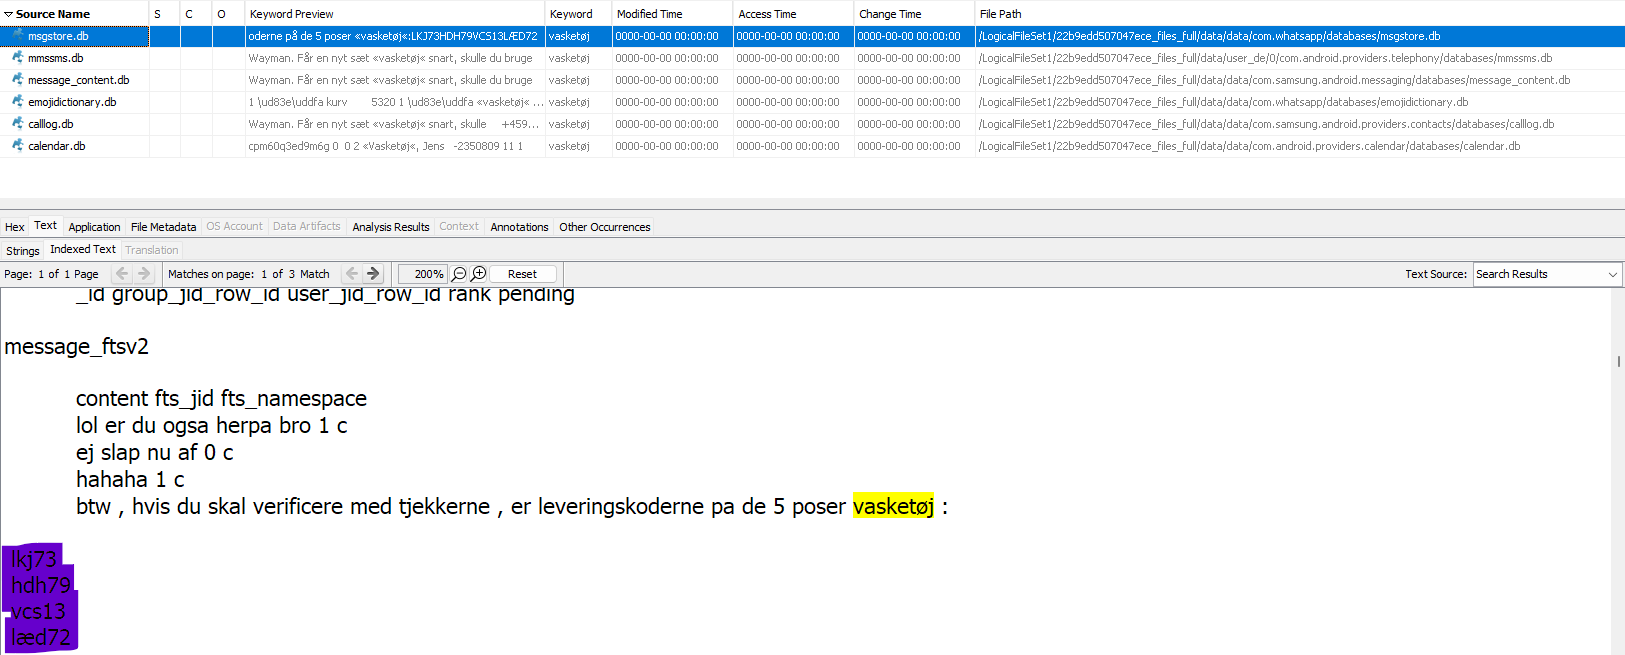 Source Name S C O Keyword Preview Keyword Modified Time Access Time Change Time File Path
msgstore.db oderne på de 5 poser «vasketøj«:LKJ73HDH79VCS13LÆD72 vasketøj 0000-00-00 00:00:00 0000-00-00 00:00:00 0000-00-00 00:00:00 /LogicalFileSet1/22b9edd507047ece_files_full/data/data/com.whatsapp/databases/msgstore.db
mmssms.db Wayman. Får en nyt sæt «vasketøj« snart, skulle du bruge vasketøj 0000-00-00 00:00:00 0000-00-00 00:00:00 0000-00-00 00:00:00 /LogicalFileSet1/22b9edd507047ece_files_full/data/user_de/0/com.android.providers.telephony/databases/mmssms.db
message_content.db Wayman. Får en nyt sæt «vasketøj« snart, skulle du bruge vasketøj 0000-00-00 00:00:00 0000-00-00 00:00:00 0000-00-00 00:00:00 /LogicalFileSet1/22b9edd507047ece_files_full/data/data/com.samsung.android.messaging/databases/message_content.db
emojidictionary.db 1 \ud83e\uddfa kurv 5320 1 \ud83e\uddfa «vasketøj« ... vasketøj 0000-00-00 00:00:00 0000-00-00 00:00:00 0000-00-00 00:00:00 /LogicalFileSet1/22b9edd507047ece_files_full/data/data/com.whatsapp/databases/emojidictionary.db
calllog.db Wayman. Får en nyt sæt «vasketøj« snart, skulle +459... vasketøj 0000-00-00 00:00:00 0000-00-00 00:00:00 0000-00-00 00:00:00 /LogicalFileSet1/22b9edd507047ece_files_full/data/data/com.samsung.android.providers.contacts/databases/calllog.db
calendar.db cpm60q3ed9m6g 0 0 2 «Vasketøj«, Jens -2350809 11 1 vasketøj 0000-00-00 00:00:00 0000-00-00 00:00:00 0000-00-00 00:00:00 /LogicalFileSet1/22b9edd507047ece_files_full/data/data/com.android.providers.calendar/databases/calendar.db
Hex Text Application File Metadata OS Account Data Artifacts Analysis Results Context Annotations Other Occurrences
Strings Indexed Text Translation
Page: 1 of 1 Page Matches on page: 1 of 3 Match 200% Reset Text Source: Search Results
_id group_jid_row_id user_jid_row_id rank pending
message_ftsv2
content fts_jid fts_namespace
lol er du ogsa herpa bro 1 c
ej slap nu af 0 c
hahaha 1 c
btw , hvis du skal verificere med tjekkerne , er leveringskoderne pa de 5 poser vasketøj :
lkj73
hdh79
vcs13
læd72